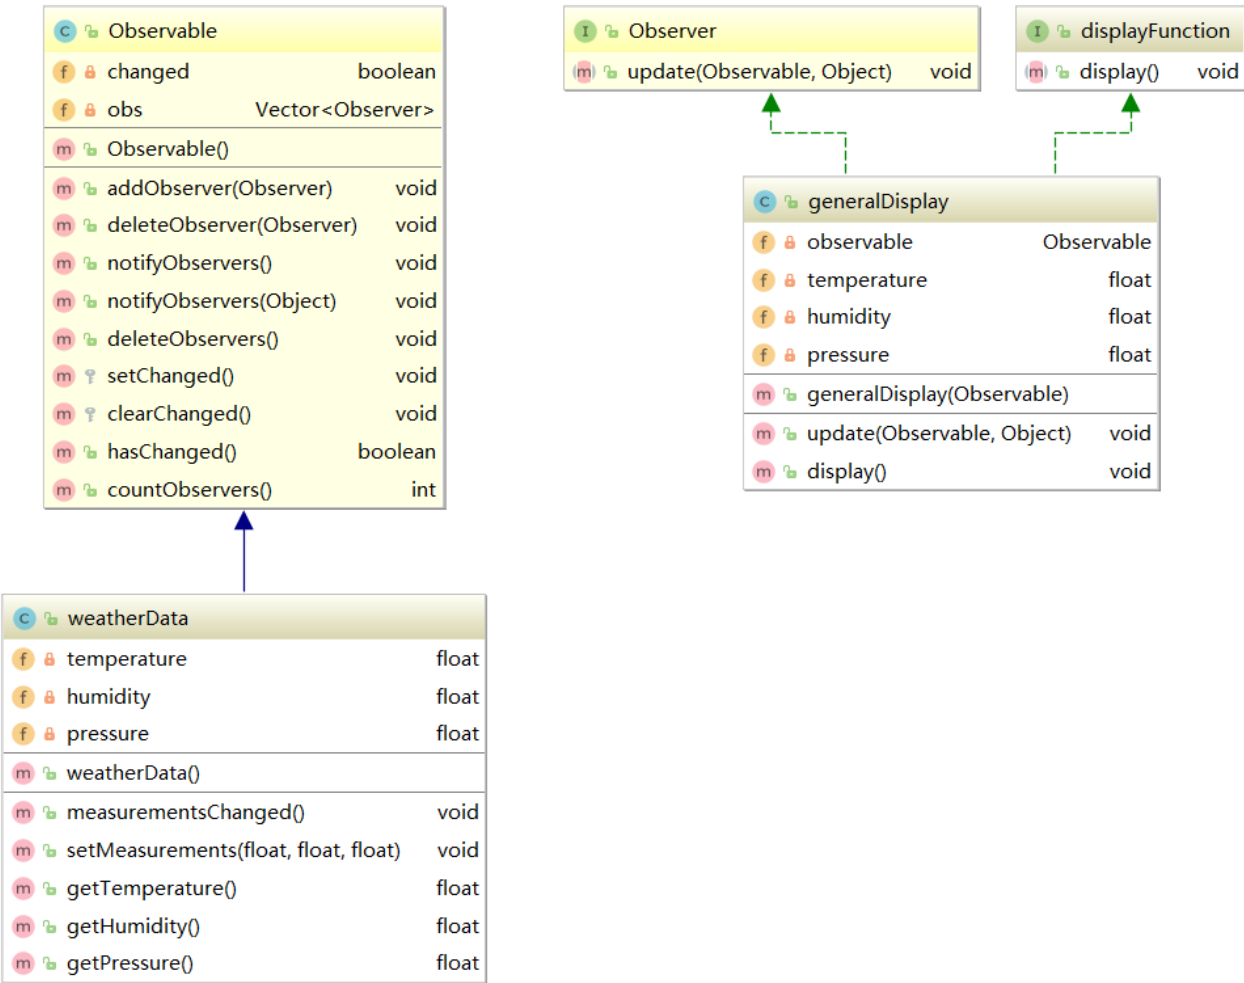 C Observable
f changed boolean
f obs Vector<Observer>
m Observable()
m addObserver(Observer) void
m deleteObserver(Observer) void
m notifyObservers() void
m notifyObservers(Object) void
m deleteObservers() void
m setChanged() void
m clearChanged() void
m hasChanged() boolean
m countObservers() int
I Observer
m update(Observable, Object) void
I displayFunction
m display() void
C generalDisplay
f observable Observable
f temperature float
f humidity float
f pressure float
m generalDisplay(Observable)
m update(Observable, Object) void
m display() void
C weatherData
f temperature float
f humidity float
f pressure float
m weatherData()
m measurementsChanged() void
m setMeasurements(float, float, float) void
m getTemperature() float
m getHumidity() float
m getPressure() float